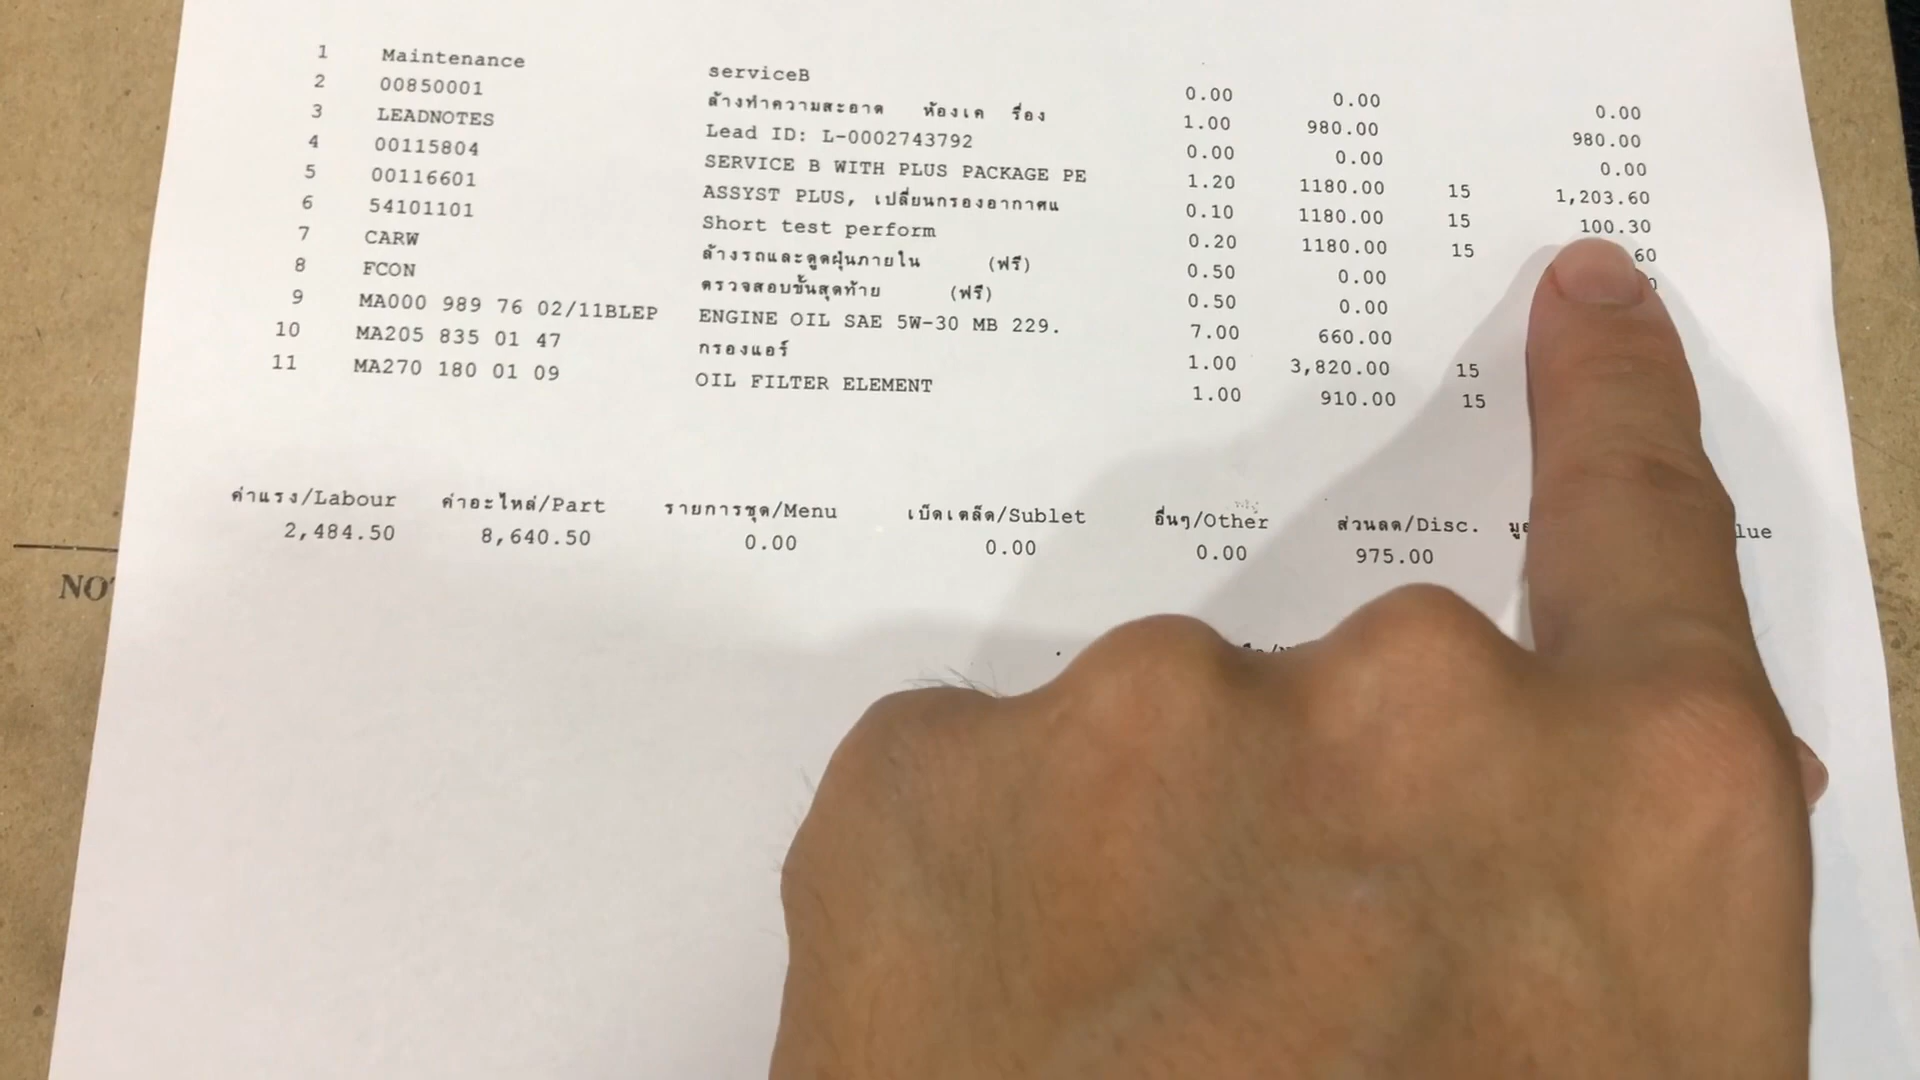 1 Maintenance serviceB 0.00 0.00 0.00
2 00850001 ล้างทำความสะอาด ห้องเค รื่อง 1.00 980.00 980.00
3 LEADNOTES Lead ID: L-0002743792 0.00 0.00 0.00
4 00115804 SERVICE B WITH PLUS PACKAGE PE 1.20 1180.00 15 1,203.60
5 00116601 ASSYST PLUS, เปลี่ยนกรองอากาศแ 0.10 1180.00 15 100.30
6 54101101 Short test perform 0.20 1180.00 15 60
7 CARW ล้างรถและดูดฝุ่นภายใน (ฟรี) 0.50 0.00 0
8 FCON ตรวจสอบขั้นสุดท้าย (ฟรี) 0.50 0.00
9 MA000 989 76 02/11BLEP ENGINE OIL SAE 5W-30 MB 229. 7.00 660.00
10 MA205 835 01 47 กรองแอร์ 1.00 3,820.00 15
11 MA270 180 01 09 OIL FILTER ELEMENT 1.00 910.00 15
ค่าแรง/Labour ค่าอะไหล่/Part รายการชุด/Menu เบ็ดเตล็ด/Sublet อื่นๆ/Other ส่วนลด/Disc. lue
2,484.50 8,640.50 0.00 0.00 0.00 975.00
NO